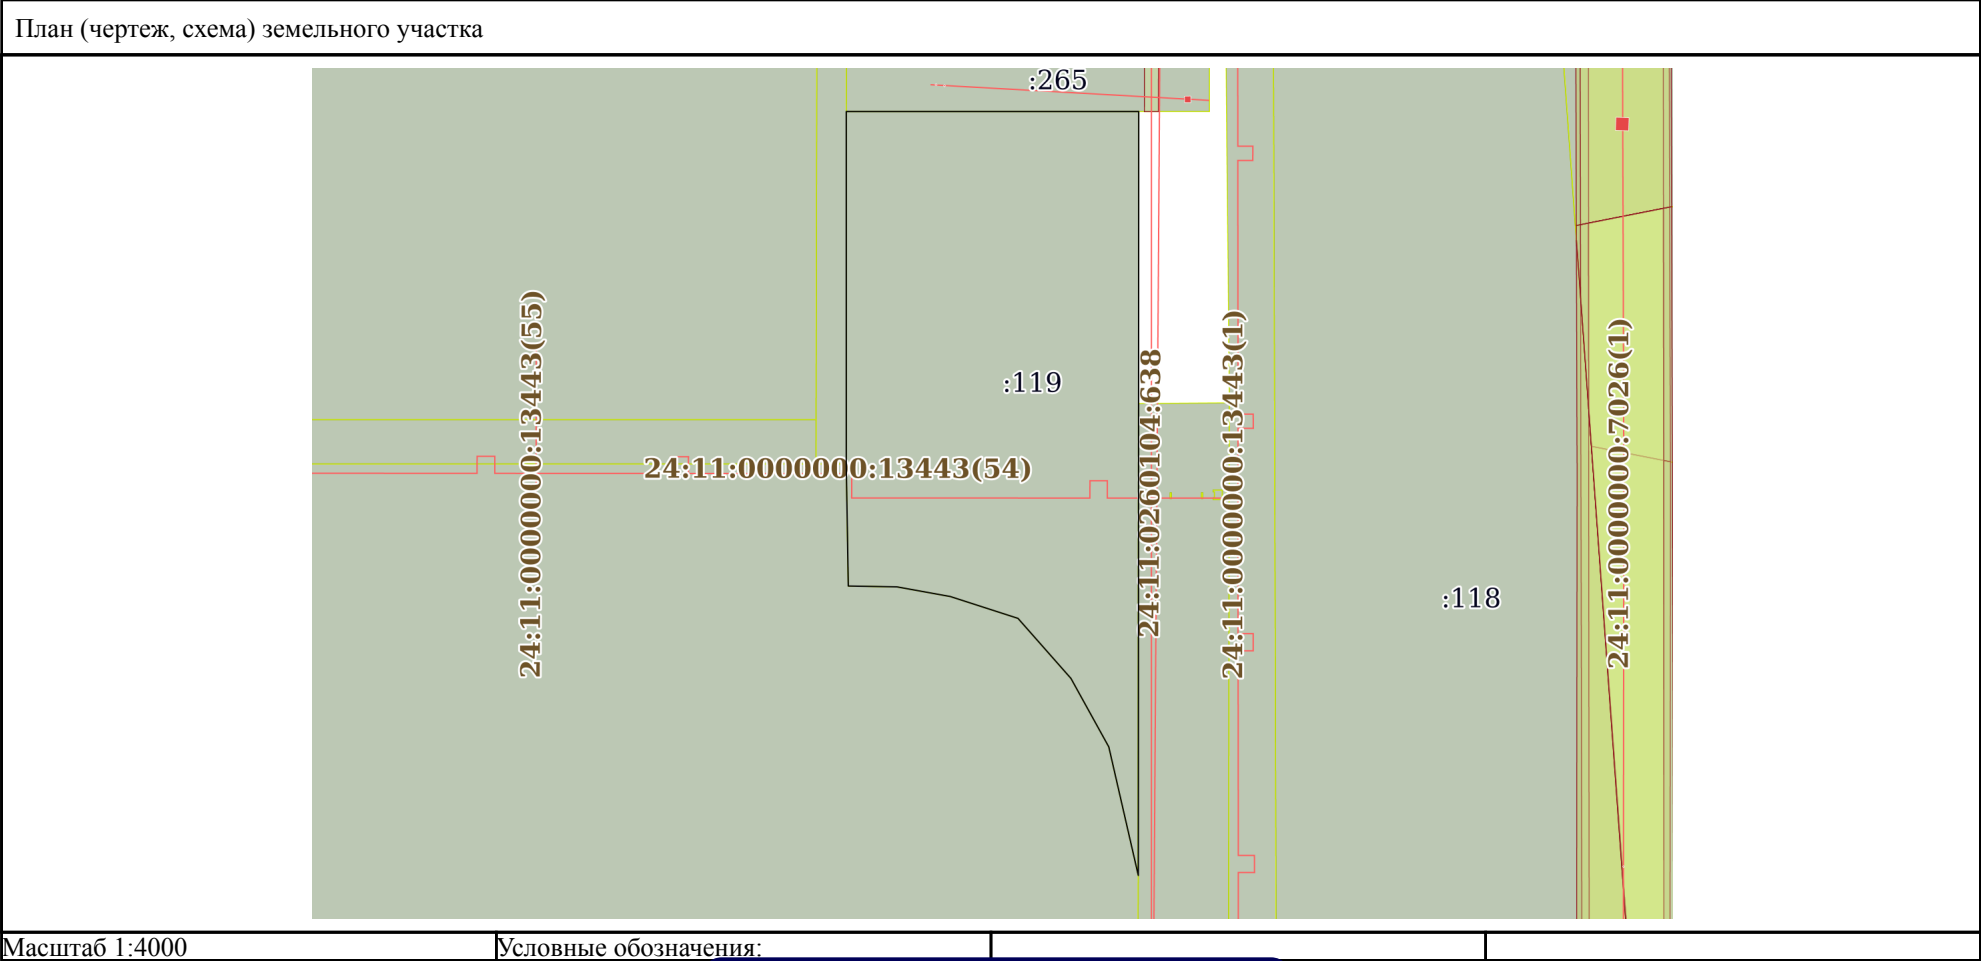 План (чертеж, схема) земельного участка
:265
24:11:0000000:13443(55)
:119
24:11:0260104:638
24:11:0000000:13443(1)
24:11:0000000:7026(1)
24:11:0000000:13443(54)
:118
Масштаб 1:4000
Условные обозначения: